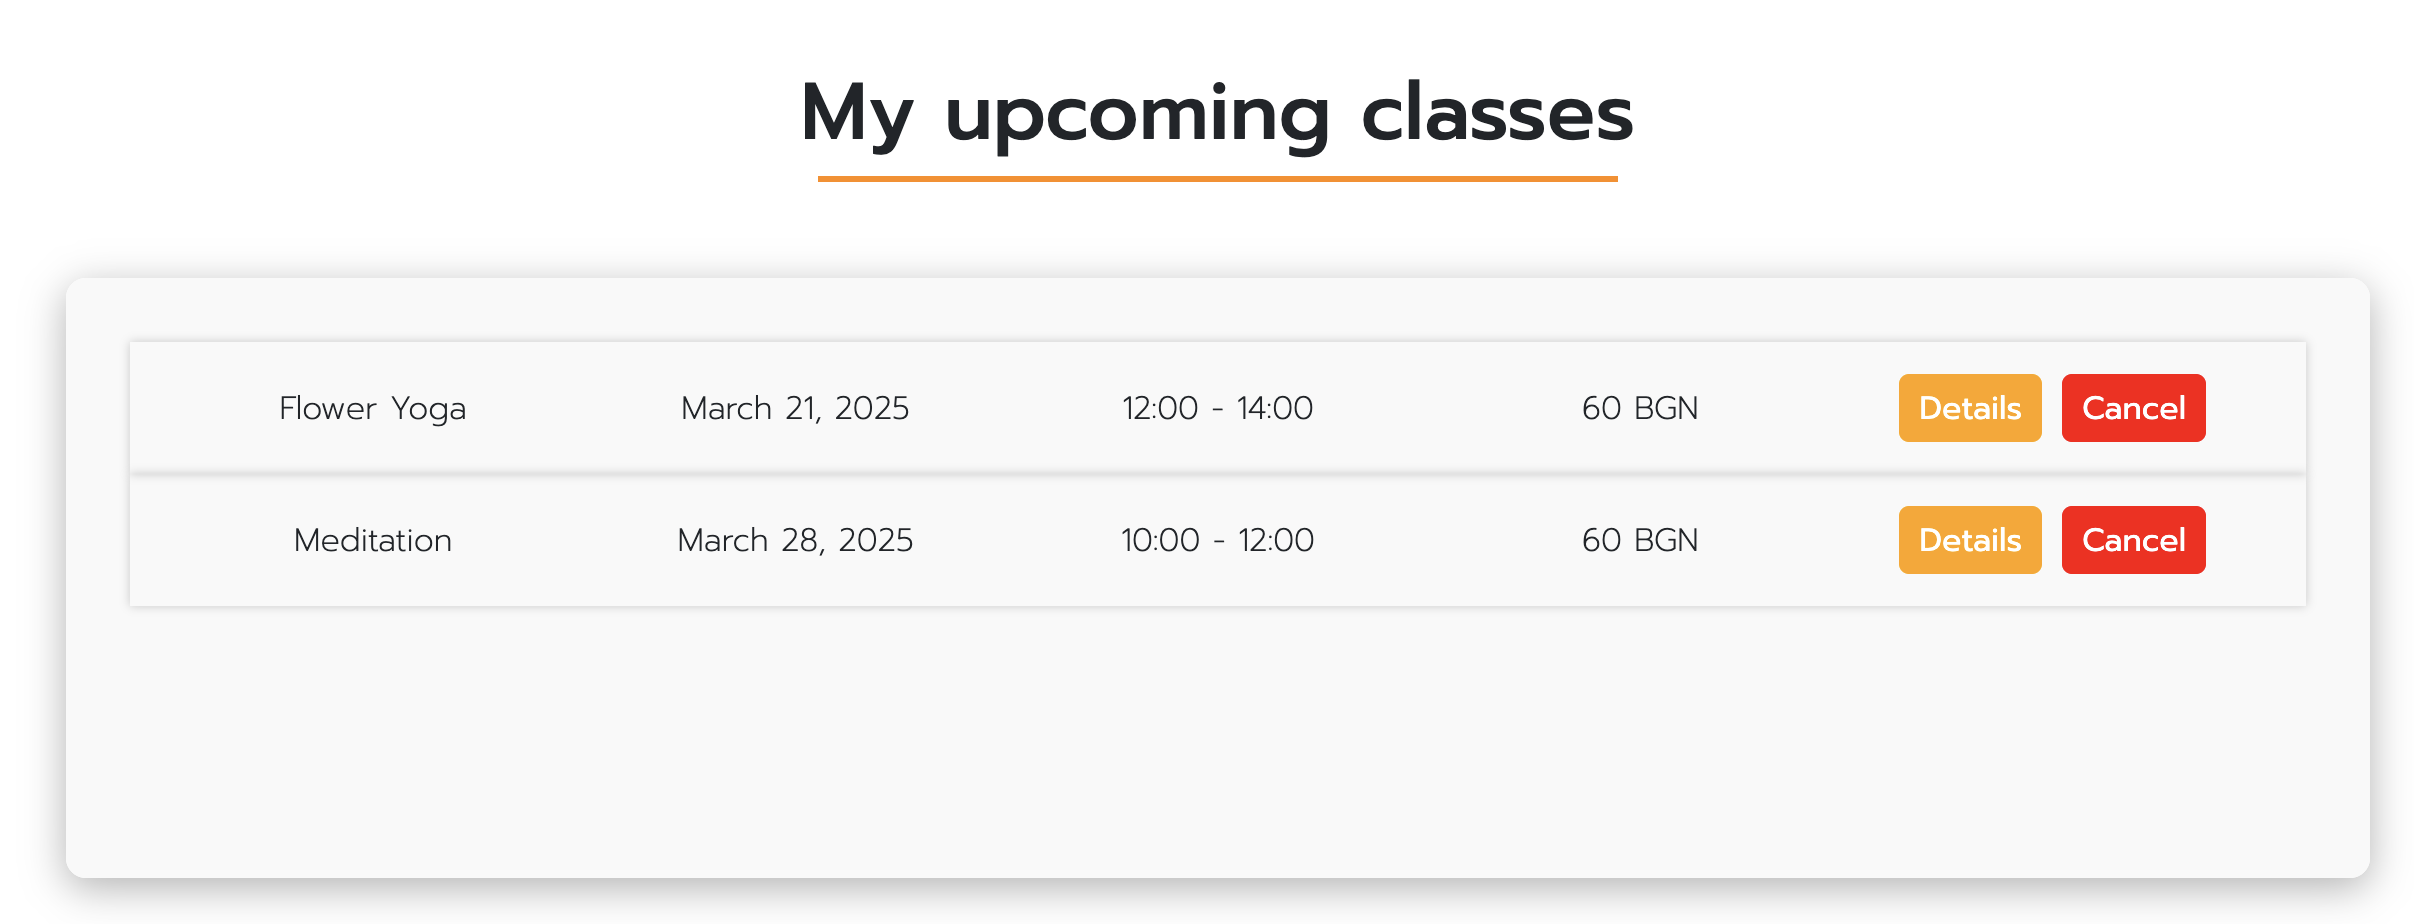 My upcoming classes
Flower Yoga March 21, 2025 12:00 - 14:00 60 BGN Details Cancel
Meditation March 28, 2025 10:00 - 12:00 60 BGN Details Cancel